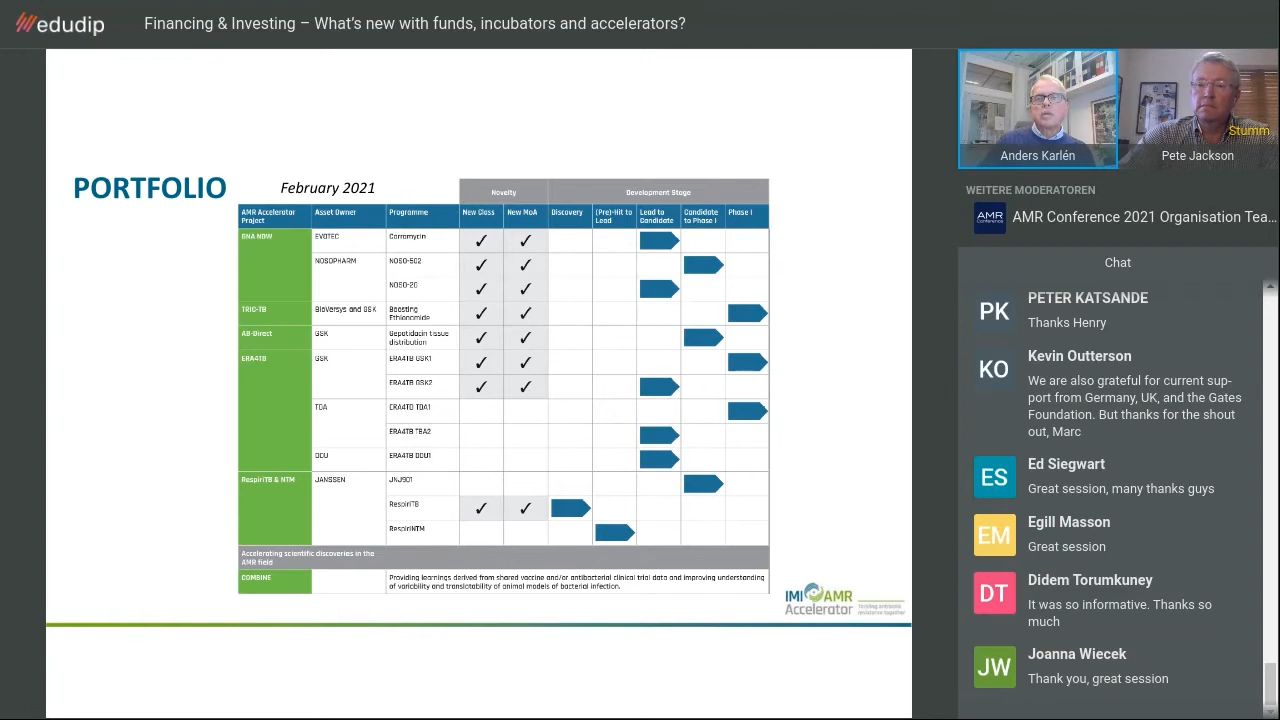 edudip
Financing & Investing – What's new with funds, incubators and accelerators?
PORTFOLIO
February 2021
Novelty
Development Stage
AMR Accelerator Project
Asset Owner
Programme
New Class
New MoA
Discovery
(Pre)-Hit to Lead
Lead to Candidate
Candidate to Phase I
Phase I
GNA NOW
EVOTEC
Corramycin
✓ ✓
NOSOPHARM
NOSO-502
✓ ✓
NOSO-2G
✓ ✓
TRIC-TB
BioVersys and GSK
Boosting Ethionamide
✓ ✓
AB-Direct
GSK
Gepotidacin tissue distribution
✓ ✓
ERA4TB
GSK
ERA4TB GSK1
✓ ✓
ERA4TB GSK2
✓ ✓
ERA4TB TBA1
ERA4TB TBA2
ERA4TB DDU1
RespiriTB & NTM
JANSSEN
JNJ901
RespiriTB
✓ ✓
RespiriNTM
Accelerating scientific discoveries in the
AMR field
COMBINE
Providing learnings derived from shared vaccine and/or antibacterial clinical trial data and improving understanding
of variability and translatability of animal models of bacterial infection.
IMI AMR
Accelerator
Tackling antibiotic
resistance together
Stumm
Anders Karlén
Pete Jackson
WEITERE MODERATOREN
AMR
AMR Conference 2021 Organisation Tea...
Chat
PK
PETER KATSANDE
Thanks Henry
KO
Kevin Outterson
We are also grateful for current sup-
port from Germany, UK, and the Gates
Foundation. But thanks for the shout
out, Marc
ES
Ed Siegwart
Great session, many thanks guys
EM
Egill Masson
Great session
DT
Didem Torumkuney
It was so informative. Thanks so
much
JW
Joanna Wiecek
Thank you, great session